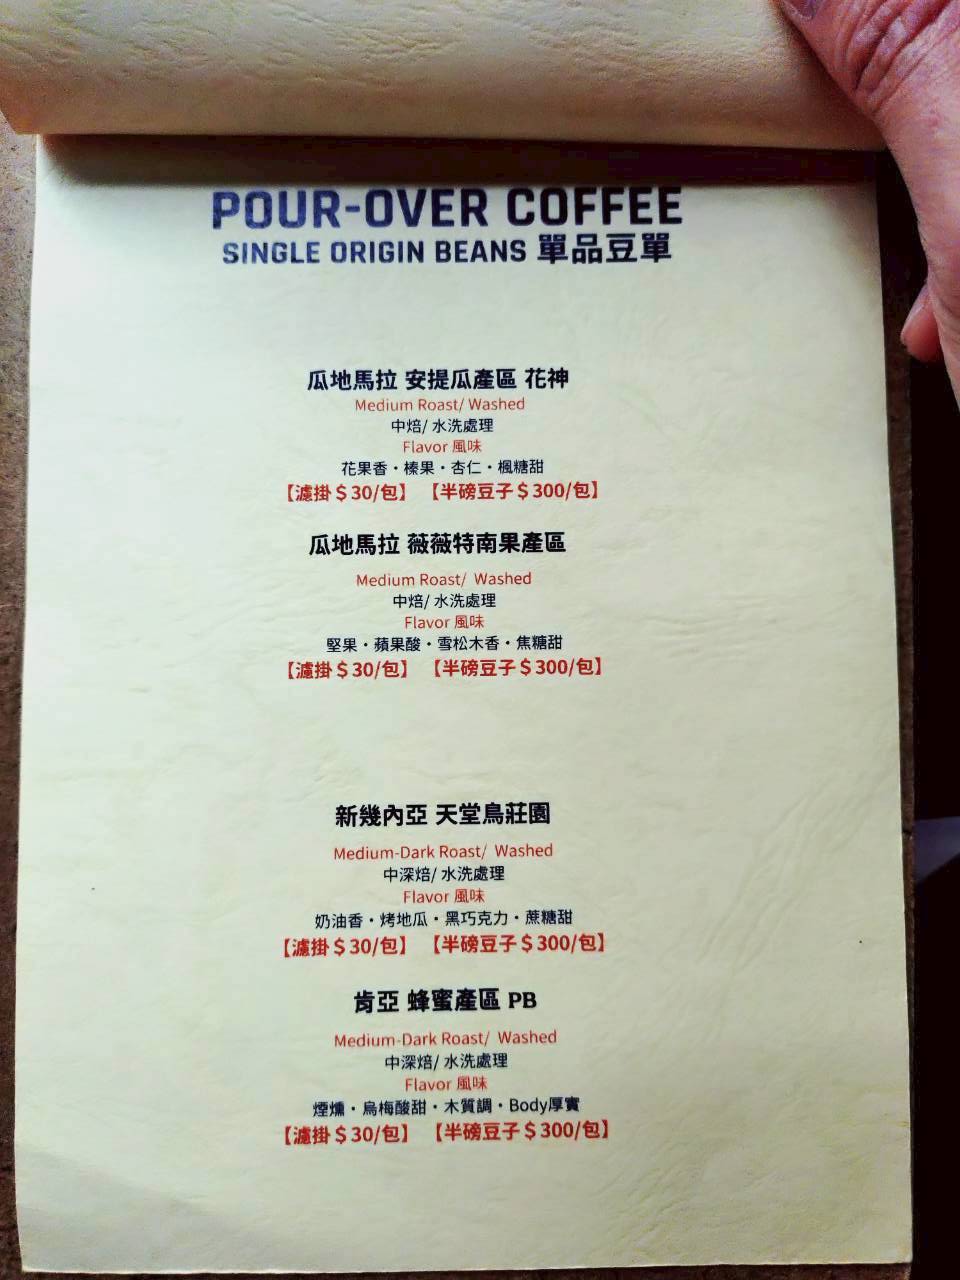 POUR-OVER COFFEE
SINGLE ORIGIN BEANS 單品豆單
瓜地馬拉 安提瓜產區 花神
Medium Roast/ Washed
中焙/ 水洗處理
Flavor 風味
花果香・榛果・杏仁・楓糖甜
【濾掛＄30/包】 【半磅豆子＄300/包】
瓜地馬拉 薇薇特南果產區
Medium Roast/ Washed
中焙/ 水洗處理
Flavor 風味
堅果・蘋果酸・雪松木香・焦糖甜
【濾掛＄30/包】 【半磅豆子＄300/包】
新幾內亞 天堂鳥莊園
Medium-Dark Roast/ Washed
中深焙/ 水洗處理
Flavor 風味
奶油香・烤地瓜・黑巧克力・蔗糖甜
【濾掛＄30/包】 【半磅豆子＄300/包】
肯亞 蜂蜜產區 PB
Medium-Dark Roast/ Washed
中深焙/ 水洗處理
Flavor 風味
煙燻・烏梅酸甜・木質調・Body厚實
【濾掛＄30/包】 【半磅豆子＄300/包】